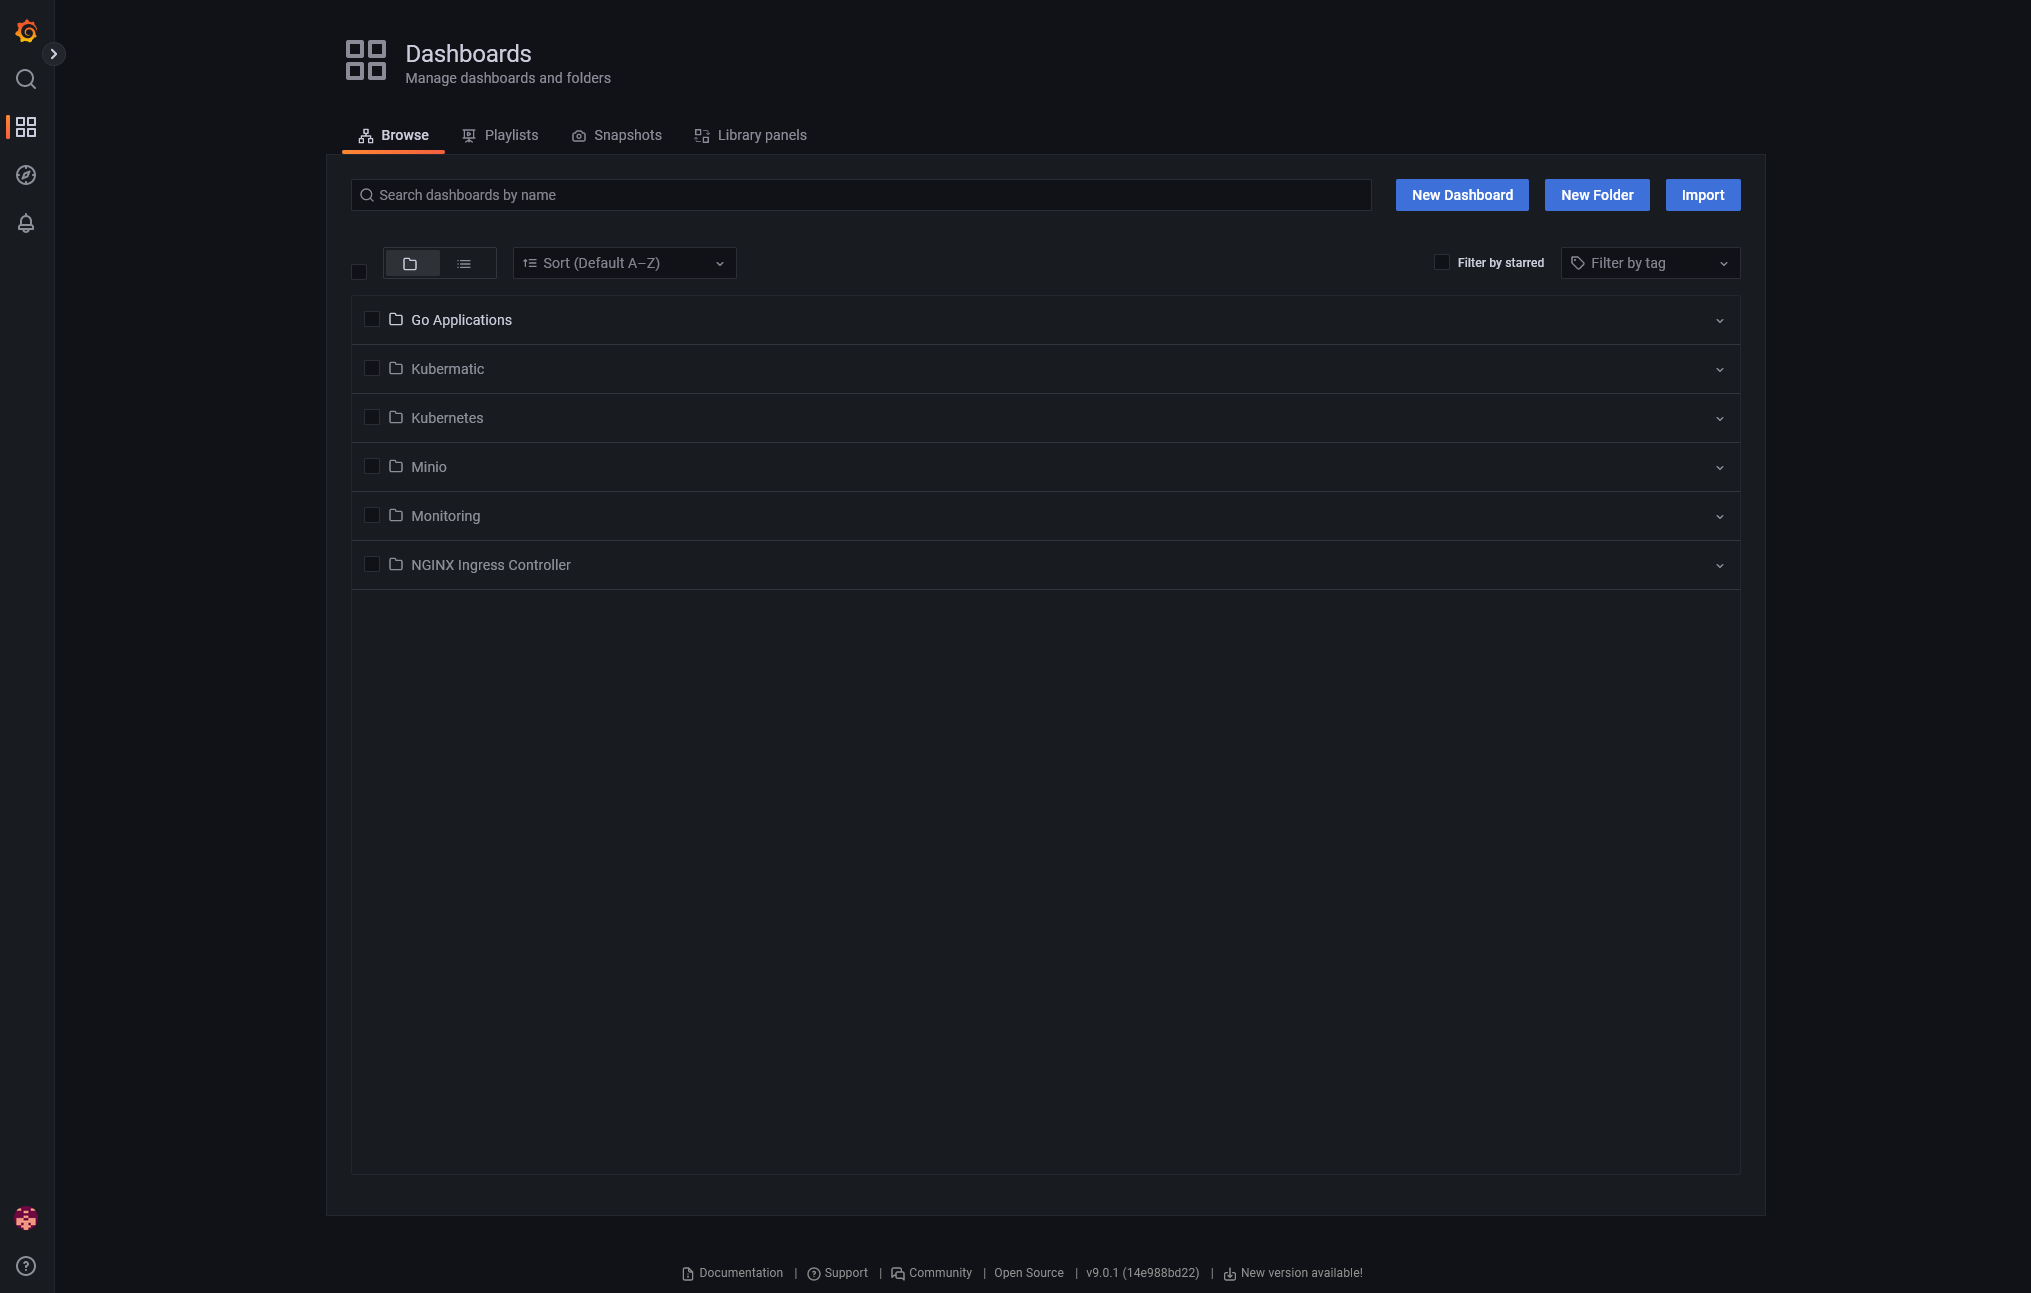 Dashboards
Manage dashboards and folders
Browse Playlists Snapshots Library panels
Search dashboards by name New Dashboard New Folder Import
Sort (Default A–Z) Filter by starred Filter by tag
Go Applications
Kubermatic
Kubernetes
Minio
Monitoring
NGINX Ingress Controller
Documentation | Support | Community | Open Source | v9.0.1 (14e988bd22) | New version available!